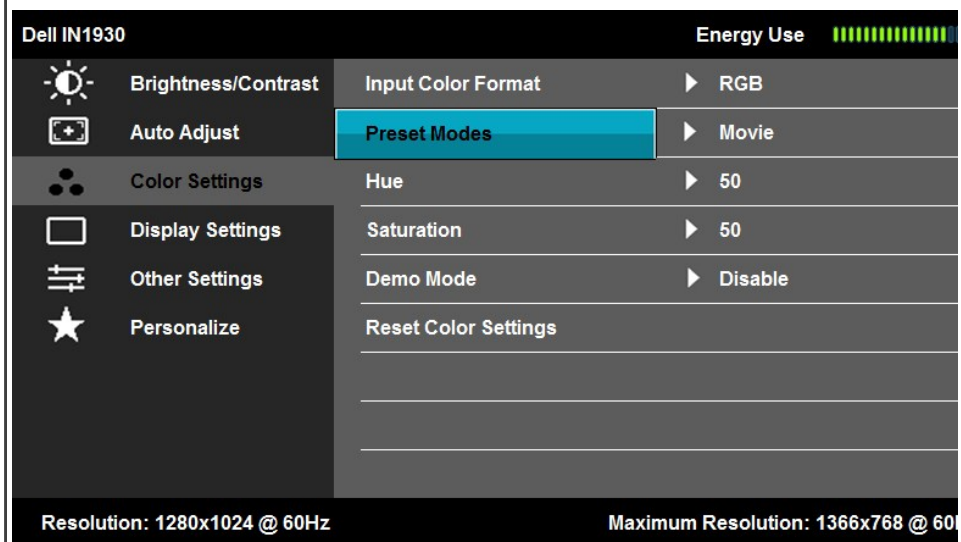 Dell IN1930 Energy Use
Brightness/Contrast Input Color Format RGB
Auto Adjust Preset Modes Movie
Color Settings Hue 50
Display Settings Saturation 50
Other Settings Demo Mode Disable
Personalize Reset Color Settings
Resolution: 1280x1024 @ 60Hz Maximum Resolution: 1366x768 @ 60